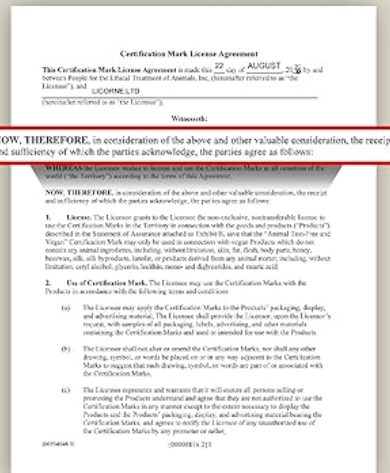 Certification Mark License Agreement
This Certification Mark License Agreement is made this 22 day of AUGUST, by and
between People for the Ethical Treatment of Animals, Inc. (hereinafter referred to as "the
Licensor"), and LICORNE.LTD
(hereinafter referred to as "the Licensee").
Witnesseth:
OW, THEREFORE, in consideration of the above and other valuable consideration, the receip
nd sufficiency of which the parties acknowledge, the parties agree as follows:
WHEREAS the Licensee wishes to
(the "Territory") according to the terms of this Agreement.
NOW, THEREFORE, in consideration of the above and other valuable consideration, the receipt
and sufficiency of which the parties acknowledge, the parties agree as follows:
1. License. The Licensor grants to the Licensee the non-exclusive, nontransferable license to
use the Certification Marks in the Territory in connection with the goods and products ("Products")
described in the Statement of Assurance attached as Exhibit B, save that the "Animal Test-Free and
Vegan" Certification Mark may only be used in connection with vegan Products which do not
contain any animal ingredients, including, without limitation, skin, fat, flesh, body parts, honey,
beeswax, silk, silk byproducts, lanolin, or products derived from any animal matter, including, without
limitation, cetyl alcohol, glycerin, lecithin, mono- and diglycerides, and stearic acid.
2. Use of Certification Mark. The Licensee may use the Certification Marks with the
Products in accordance with the following terms and conditions:
(a) The Licensee may apply the Certification Marks to the Products' packaging, display,
and advertising material. The Licensee shall provide the Licensor, upon the Licensor's
request, with samples of all packaging, labels, advertising, and other materials
containing the Certification Marks and used or intended for use with the Products.
(b) The Licensee shall not alter or amend the Certification Marks, nor shall any other
drawing, symbol, or words be placed on or in any way adjacent to the Certification
Marks to suggest that such drawing, symbol, or words are part of or associated with
the Certification Marks.
(c) The Licensee represents and warrants that it will ensure all persons selling or
promoting the Products understand and agree that they are not authorized to use the
Certification Marks in any manner except to the extent necessary to display the
Products and the Products' packaging, display, and advertising material bearing the
Certification Marks, and agrees to notify the Licensor of any unauthorized use of
the Certification Marks by any promoter or seller.